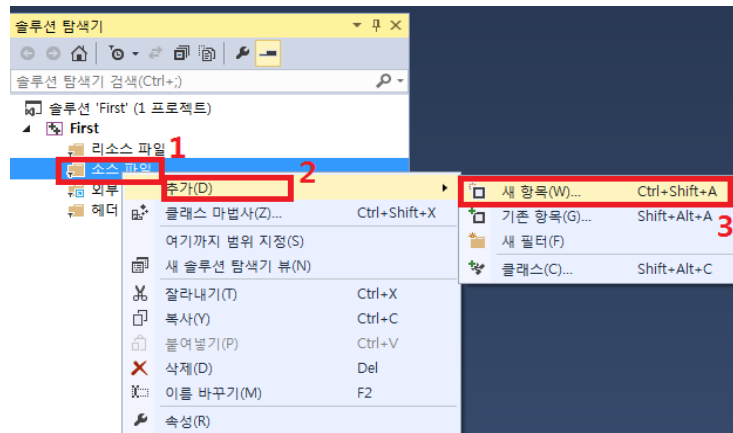 솔루션 탐색기
솔루션 탐색기 검색(Ctrl+;)
솔루션 'First' (1 프로젝트)
First
리소스 파일
1
소스 파일
외부
헤더
2
추가(D)
클래스 마법사(Z)... Ctrl+Shift+X
여기까지 범위 지정(S)
새 솔루션 탐색기 뷰(N)
잘라내기(T) Ctrl+X
복사(Y) Ctrl+C
붙여넣기(P) Ctrl+V
삭제(D) Del
이름 바꾸기(M) F2
속성(R)
새 항목(W)... Ctrl+Shift+A
기존 항목(G)... Shift+Alt+A
3
새 필터(F)
클래스(C)... Shift+Alt+C